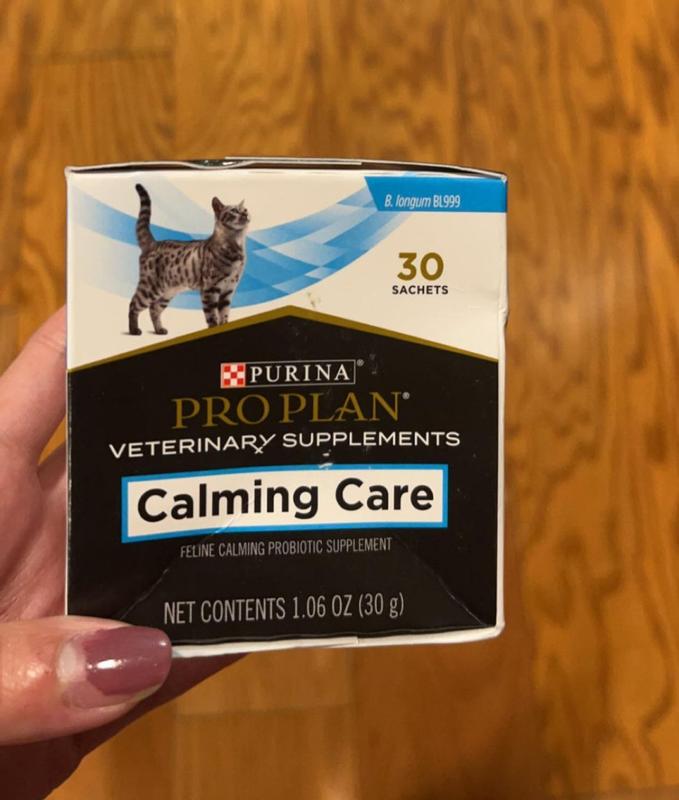 B. longum BL999
30
SACHETS
PURINA®
PRO PLAN®
VETERINARY SUPPLEMENTS
Calming Care
FELINE CALMING PROBIOTIC SUPPLEMENT
NET CONTENTS 1.06 OZ (30 g)